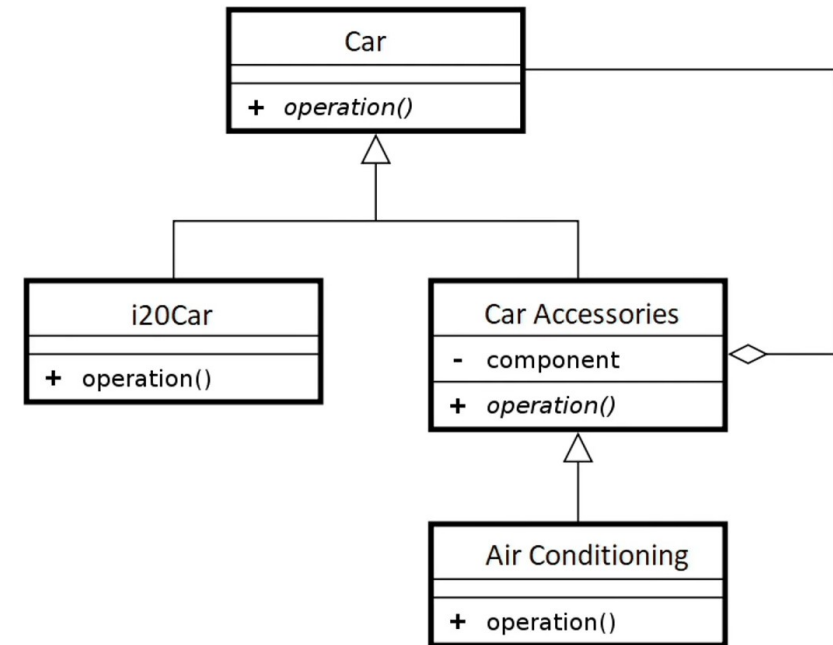 Car
+ operation()
i20Car
+ operation()
Car Accessories
- component
+ operation()
Air Conditioning
+ operation()